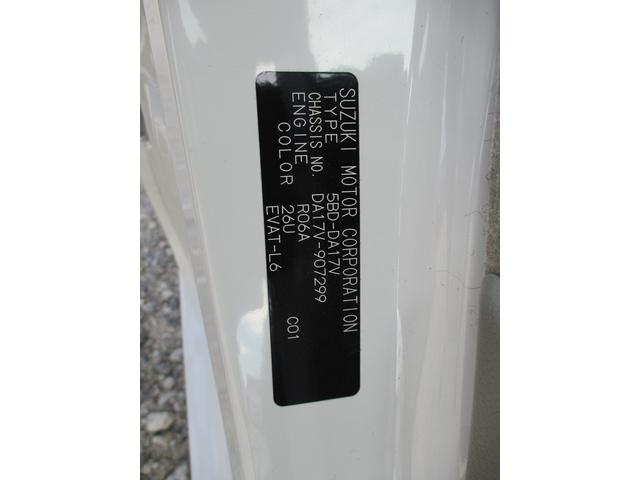 SUZUKI MOTOR CORPORATION
TYPE 5BD-DA17V
CHASSIS NO. DA17V-907299
ENGINE R06A
COLOR 26U C01
EVAT-L6